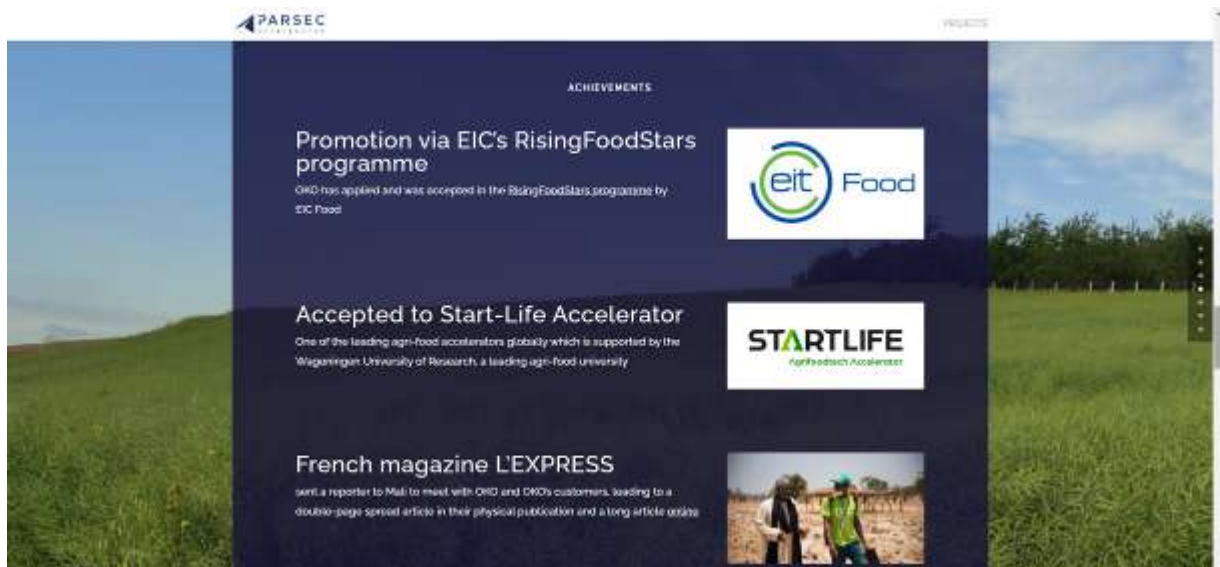 PARSEC
ACCELERATOR
PROJECTS
ACHIEVEMENTS
Promotion via EIC's RisingFoodStars
programme
OKO has applied and was accepted in the RisingFoodStars programme by
EIC Food
eit Food
Accepted to Start-Life Accelerator
One of the leading agri-food accelerators globally which is supported by the
Wageningen University of Research, a leading agri-food university
STARTLIFE
Agrifoodtech Accelerator
French magazine L'EXPRESS
sent a reporter to Mali to meet with OKO and OKO's customers, leading to a
double-page spread article in their physical publication and a long article online